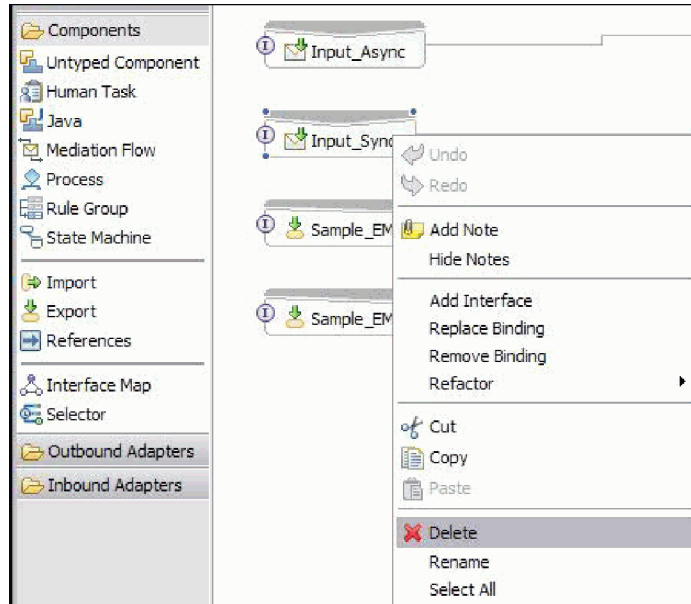 Components
Untyped Component
Human Task
Java
Mediation Flow
Process
Rule Group
State Machine
Import
Export
References
Interface Map
Selector
Outbound Adapters
Inbound Adapters
I Input_Async
I Input_Sync
I Sample_EM
I Sample_EM
Undo
Redo
Add Note
Hide Notes
Add Interface
Replace Binding
Remove Binding
Refactor
Cut
Copy
Paste
Delete
Rename
Select All